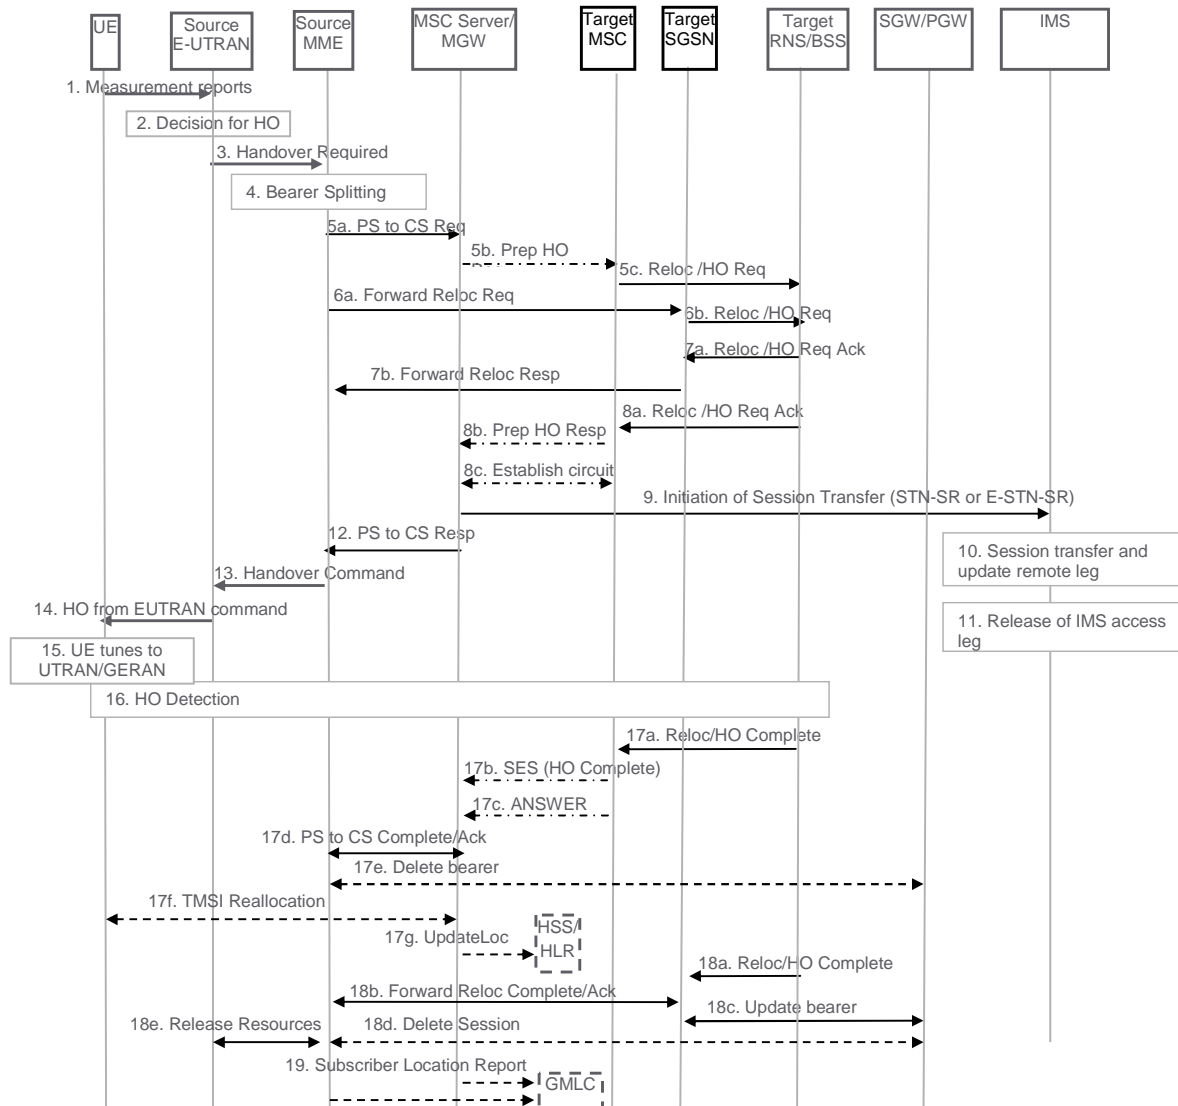 UE
Source
E-UTRAN
Source
MME
MSC Server/
MGW
Target
MSC
Target
SGSN
Target
RNS/BSS
SGW/PGW
IMS
1. Measurement reports
2. Decision for HO
3. Handover Required
4. Bearer Splitting
5a. PS to CS Req
5b. Prep HO
5c. Reloc /HO Req
6a. Forward Reloc Req
6b. Reloc /HO Req
7a. Reloc /HO Req Ack
7b. Forward Reloc Resp
8a. Reloc /HO Req Ack
8b. Prep HO Resp
8c. Establish circuit
9. Initiation of Session Transfer (STN-SR or E-STN-SR)
12. PS to CS Resp
10. Session transfer and
update remote leg
13. Handover Command
14. HO from EUTRAN command
11. Release of IMS access
leg
15. UE tunes to
UTRAN/GERAN
16. HO Detection
17a. Reloc/HO Complete
17b. SES (HO Complete)
17c. ANSWER
17d. PS to CS Complete/Ack
17e. Delete bearer
17f. TMSI Reallocation
HSS/
HLR
17g. UpdateLoc
18a. Reloc/HO Complete
18b. Forward Reloc Complete/Ack
18c. Update bearer
18e. Release Resources
18d. Delete Session
19. Subscriber Location Report
GMLC